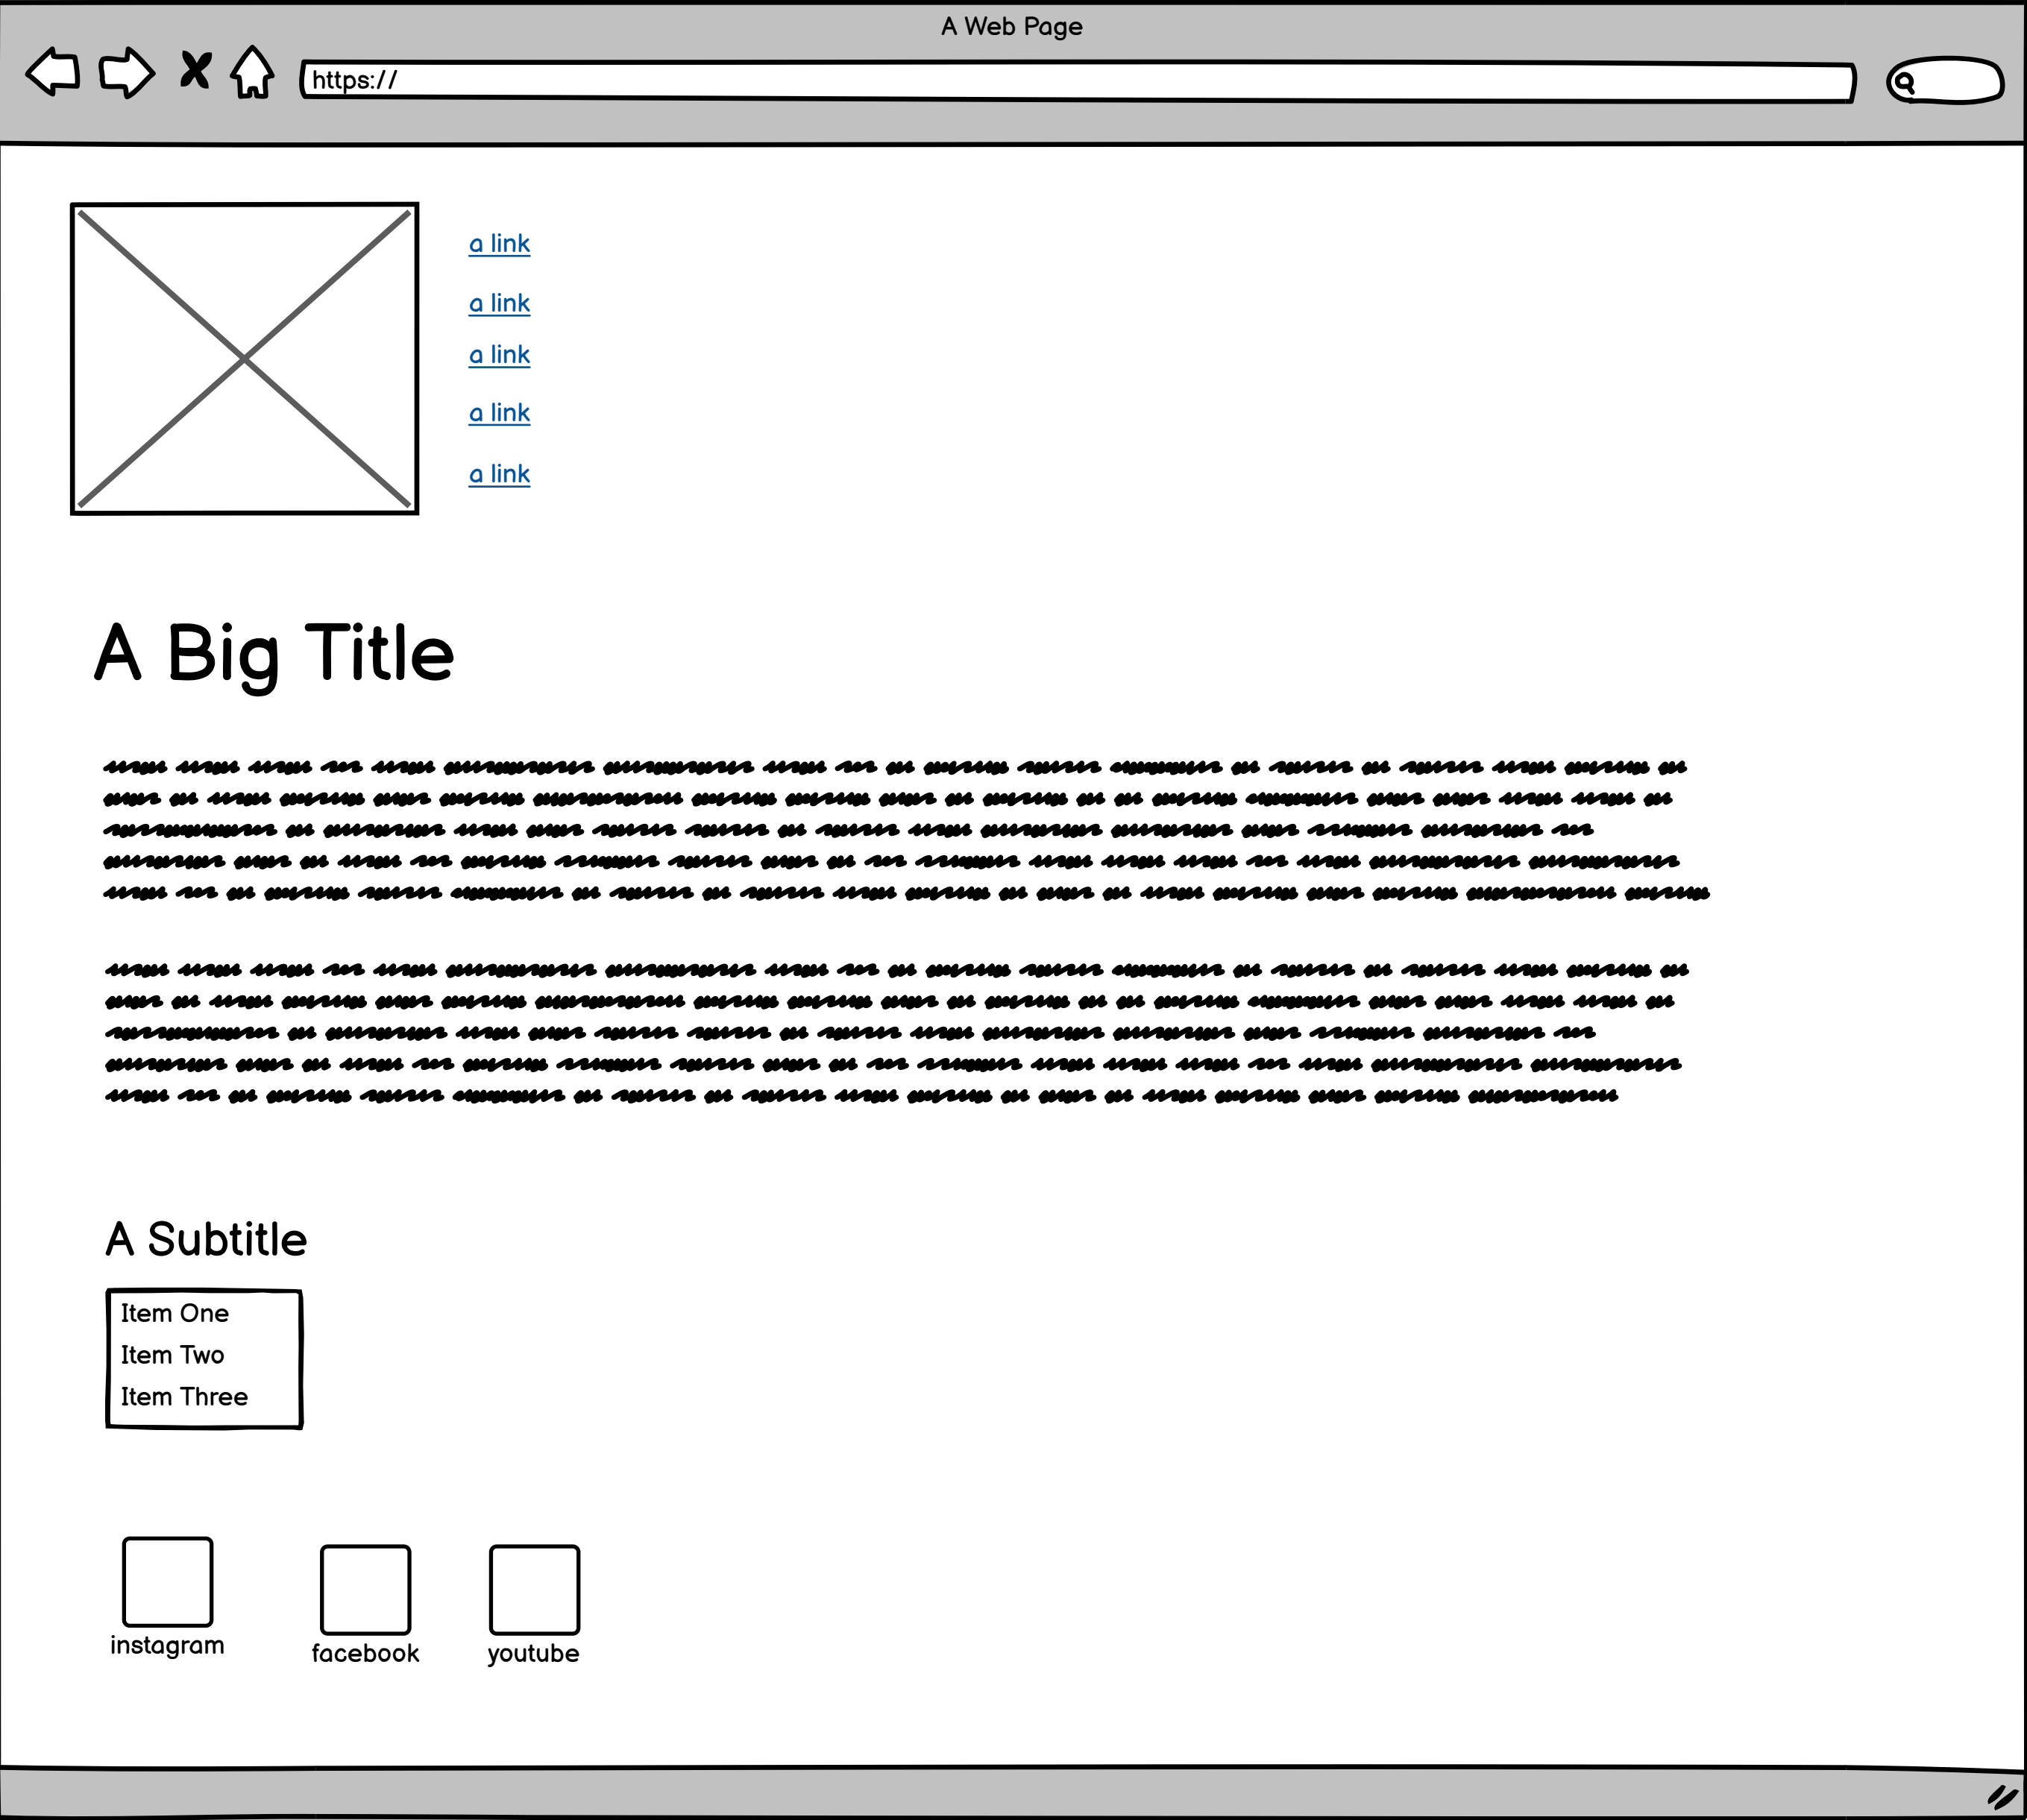 A Web Page
https://
a link
a link
a link
a link
a link
A Big Title
A Subtitle
Item One
Item Two
Item Three
instagram
facebook
youtube